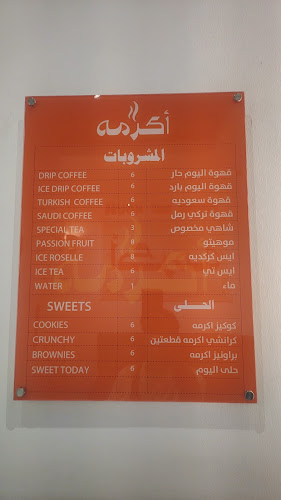 أكرمه
المشروبات
DRIP COFFEE 6 قهوة اليوم حار
ICE DRIP COFFEE 6 قهوة اليوم بارد
TURKISH COFFEE 6 قهوة سعوديه
SAUDI COFFEE 6 قهوة تركي رمل
SPECIAL TEA 3 شاهي مخصوص
PASSION FRUIT 8 موهيتو
ICE ROSELLE 8 ايس كركديه
ICE TEA 6 ايس تي
WATER 1 ماء
SWEETS الحلى
COOKIES 6 كوكيز اكرمه
CRUNCHY 6 كرانشي اكرمه قطعتين
BROWNIES 6 براونيز اكرمه
SWEET TODAY 6 حلى اليوم